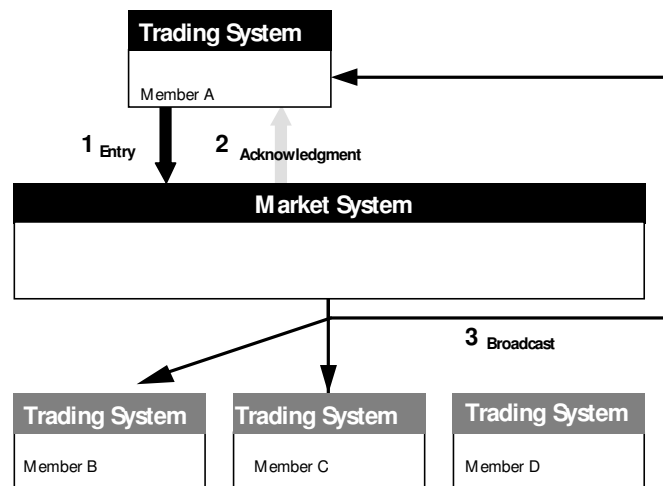 Trading System
Member A
1 Entry
2 Acknowledgment
Market System
3 Broadcast
Trading System
Trading System
Trading System
Member B
Member C
Member D